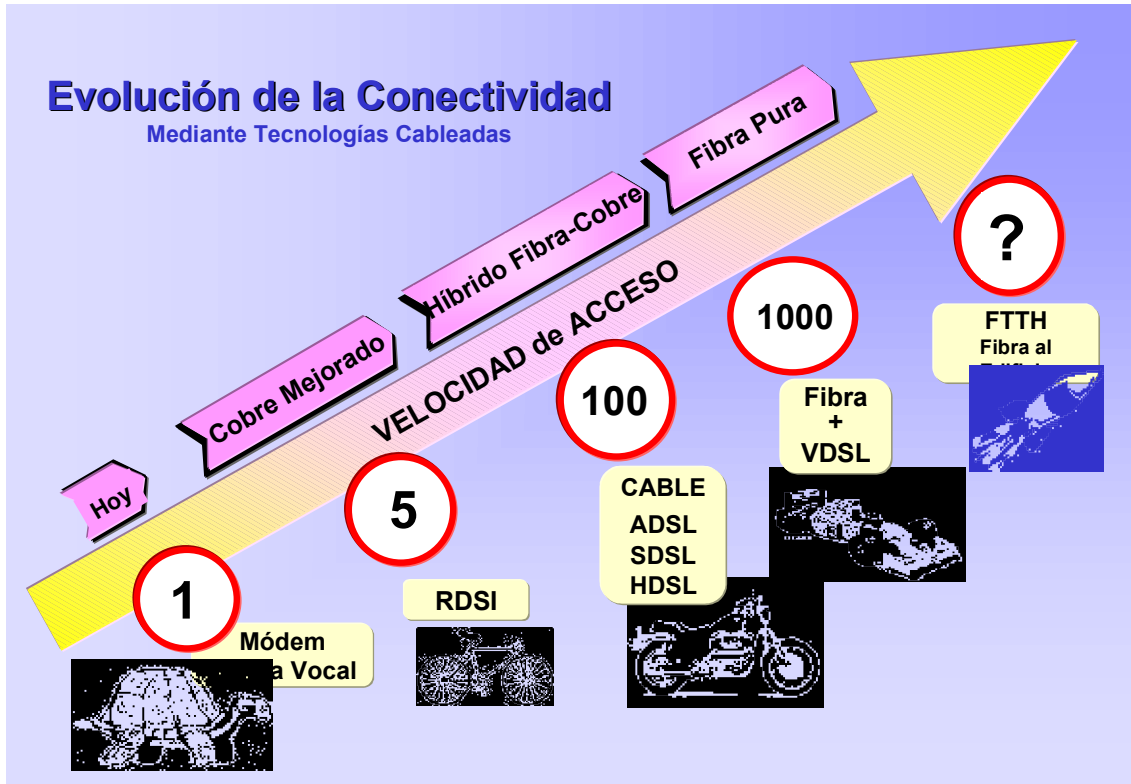 Evolución de la Conectividad
Mediante Tecnologías Cableadas
Hoy
Cobre Mejorado
Híbrido Fibra-Cobre
Fibra Pura
VELOCIDAD de ACCESO
1
5
100
1000
?
Módem
Vocal
RDSI
CABLE
ADSL
SDSL
HDSL
Fibra
+
VDSL
FTTH
Fibra al